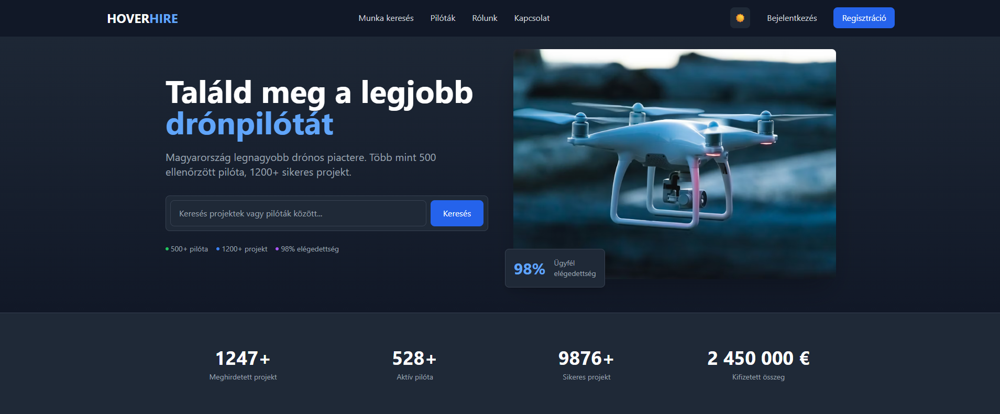 HOVERHIRE
Munka keresés
Pilóták
Rólunk
Kapcsolat
Bejelentkezés
Regisztráció
Találd meg a legjobb
drónpilótát
Magyarország legnagyobb drónos piactere. Több mint 500
ellenőrzött pilóta, 1200+ sikeres projekt.
Keresés projektek vagy pilóták között...
Keresés
500+ pilóta
1200+ projekt
98% elégedettség
98%
Ügyfél
elégedettség
1247+
Meghirdetett projekt
528+
Aktív pilóta
9876+
Sikeres projekt
2 450 000 €
Kifizetett összeg